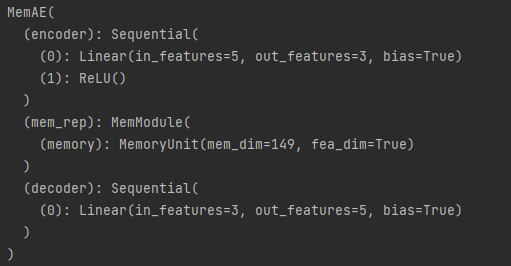 MemAE(
  (encoder): Sequential(
    (0): Linear(in_features=5, out_features=3, bias=True)
    (1): ReLU()
  )
  (mem_rep): MemModule(
    (memory): MemoryUnit(mem_dim=149, fea_dim=True)
  )
  (decoder): Sequential(
    (0): Linear(in_features=3, out_features=5, bias=True)
  )
)